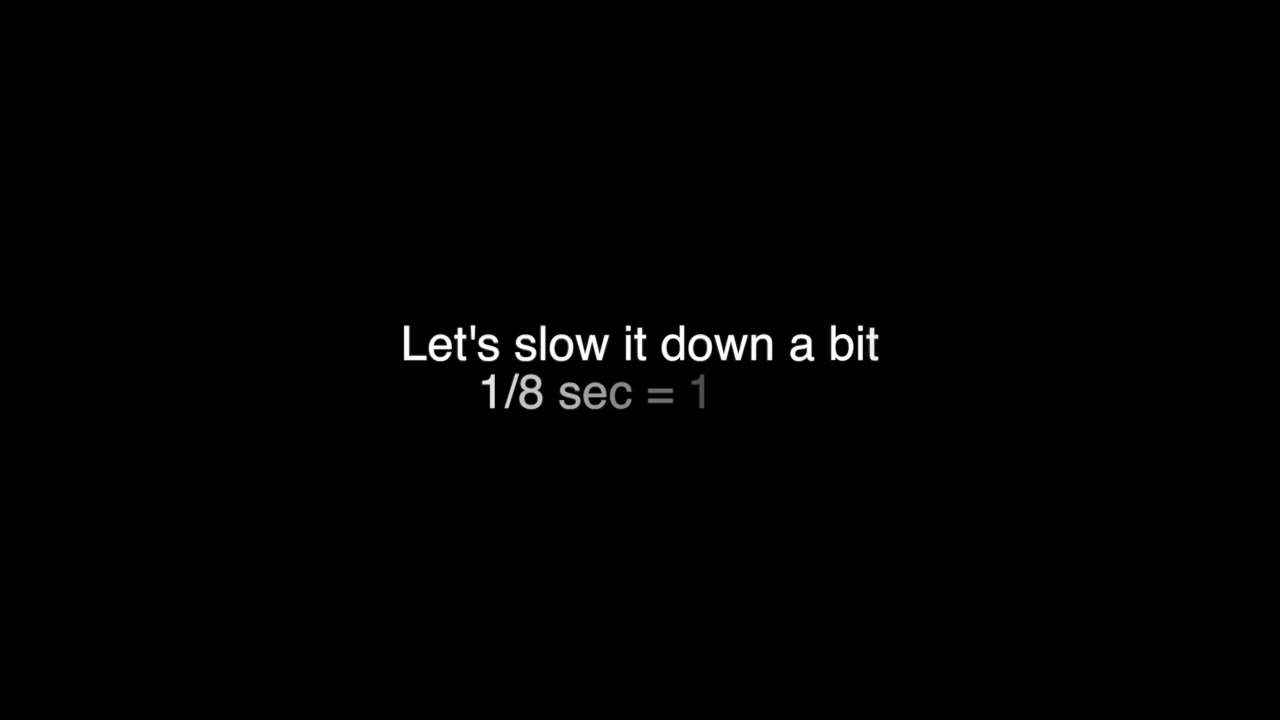 Let's slow it down a bit
1/8 sec = 1